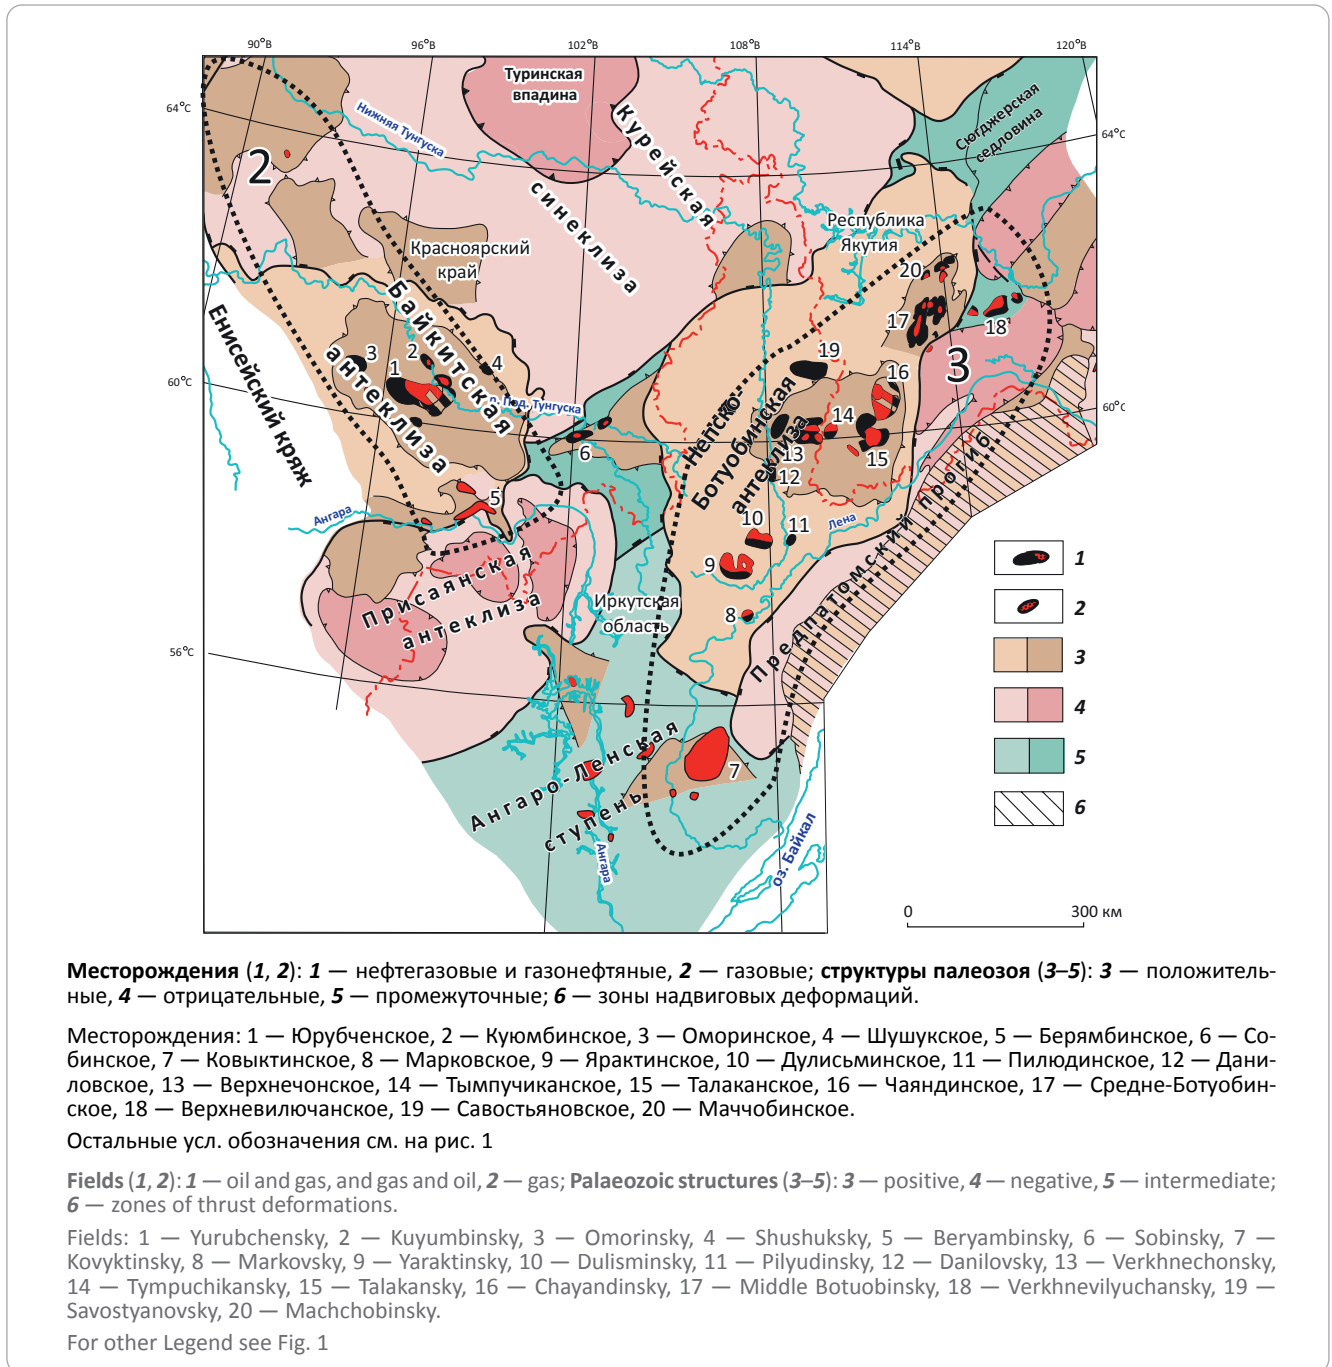 90°В 96°В 102°В 108°В 114°В 120°В
Туринская
впадина
64°С
Нижняя Тунгуска
Курейская
синеклиза
Сюгджерская
седловина
64°С
2
Республика
Якутия
Красноярский
край
20
Байкитская
антеклиза
Енисейский кряж
17
18
3
2
1
4
19
3
16
60°С
60°С
р. Под. Тунгуска
Непско-
Ботуобинская
антеклиза
14
13
15
6
12
5
Ангара
10
11
Лена
9
Предпатомский прогиб
Присаянская
антеклиза
Иркутская
область
8
56°С
Ангаро-Ленская
ступень
7
Ангара
оз. Байкал
1
2
3
4
5
6
0 300 км
Месторождения (1, 2): 1 — нефтегазовые и газонефтяные, 2 — газовые; структуры палеозоя (3–5): 3 — положитель-
ные, 4 — отрицательные, 5 — промежуточные; 6 — зоны надвиговых деформаций.
Месторождения: 1 — Юрубченское, 2 — Куюмбинское, 3 — Оморинское, 4 — Шушукское, 5 — Берямбинское, 6 — Со-
бинское, 7 — Ковыктинское, 8 — Марковское, 9 — Ярактинское, 10 — Дулисьминское, 11 — Пилюдинское, 12 — Дани-
ловское, 13 — Верхнечонское, 14 — Тымпучиканское, 15 — Талаканское, 16 — Чаяндинское, 17 — Средне-Ботуобин-
ское, 18 — Верхневилючанское, 19 — Савостьяновское, 20 — Маччобинское.
Остальные усл. обозначения см. на рис. 1
Fields (1, 2): 1 — oil and gas, and gas and oil, 2 — gas; Palaeozoic structures (3–5): 3 — positive, 4 — negative, 5 — intermediate;
6 — zones of thrust deformations.
Fields: 1 — Yurubchensky, 2 — Kuyumbinsky, 3 — Omorinsky, 4 — Shushuksky, 5 — Beryambinsky, 6 — Sobinsky, 7 —
Kovyktinsky, 8 — Markovsky, 9 — Yaraktinsky, 10 — Dulisminsky, 11 — Pilyudinsky, 12 — Danilovsky, 13 — Verkhnechonsky,
14 — Tympuchikansky, 15 — Talakansky, 16 — Chayandinsky, 17 — Middle Botuobinsky, 18 — Verkhnevilyuchansky, 19 —
Savostyanovsky, 20 — Machchobinsky.
For other Legend see Fig. 1